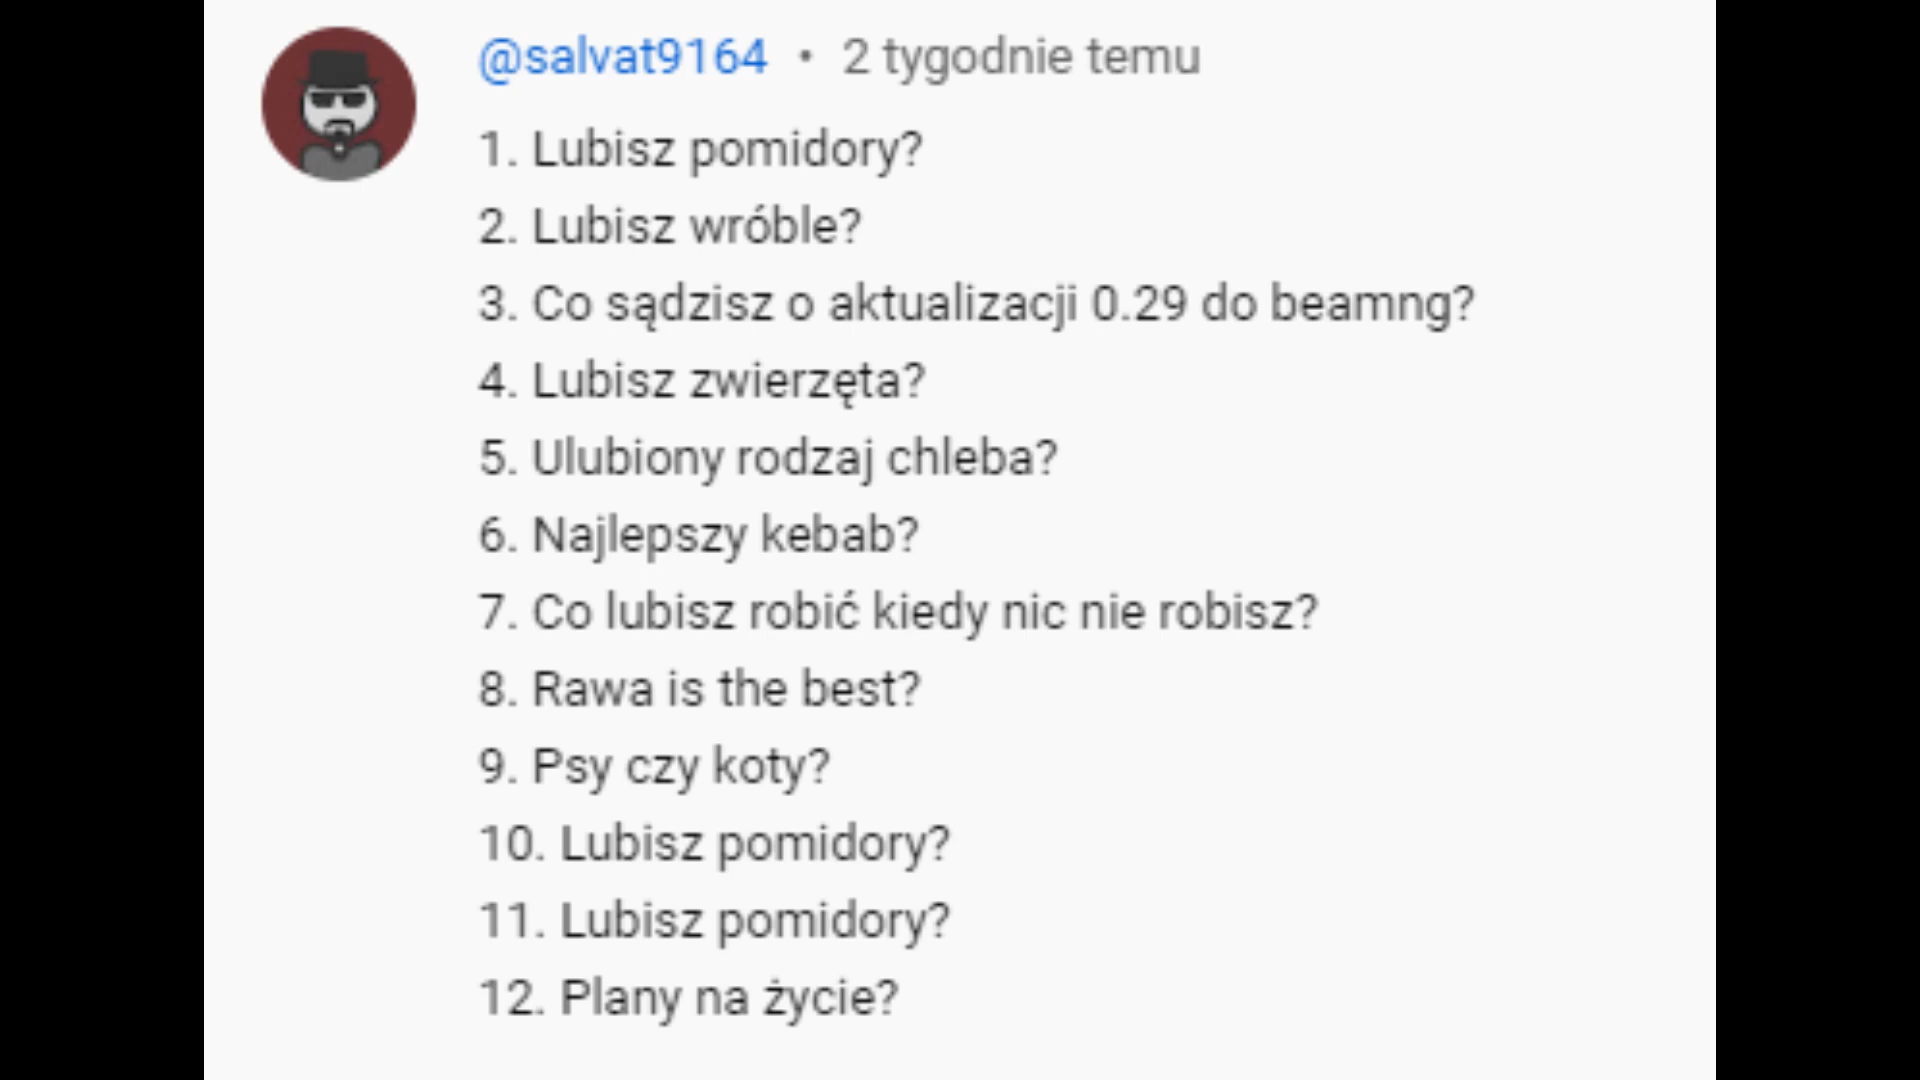 @salvat9164 • 2 tygodnie temu
1. Lubisz pomidory?
2. Lubisz wróble?
3. Co sądzisz o aktualizacji 0.29 do beamng?
4. Lubisz zwierzęta?
5. Ulubiony rodzaj chleba?
6. Najlepszy kebab?
7. Co lubisz robić kiedy nic nie robisz?
8. Rawa is the best?
9. Psy czy koty?
10. Lubisz pomidory?
11. Lubisz pomidory?
12. Plany na życie?